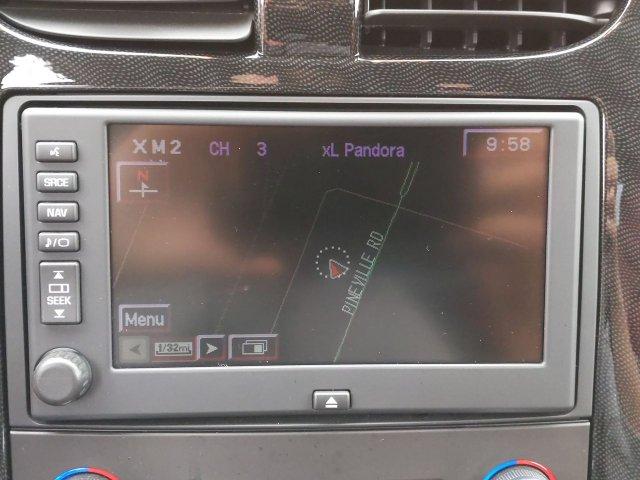 XM2 CH 3 xL Pandora 9:58
N
SRCE
NAV
PINEVILLE RD
SEEK
Menu
1/32mi